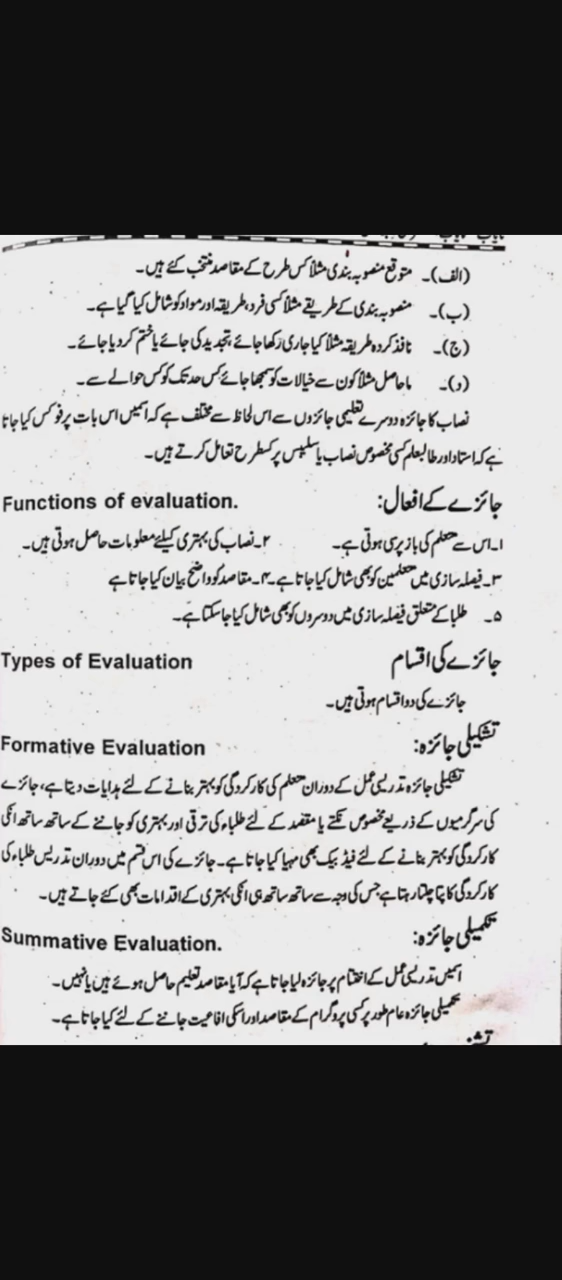 (الف)۔ متوقع منصوبہ بندی مثلاً کس طرح کے مقاصد منتخب کئے ہیں۔
(ب)۔ منصوبہ بندی کے طریقے مثلاً کسی فرد، طریقہ اور مواد کو شامل کیا گیا ہے۔
(ج)۔ نافذ کردہ طریقہ مثلاً کیا جاری رکھا جائے، تجدید کی جائے یا ختم کر دیا جائے۔
(د)۔ ماحاصل مثلاً کون سے خیالات کو سمجھا جائے کس حد تک کو کس حوالے سے۔
نصاب کا جائزہ دوسرے تعلیمی جائزوں سے اس لحاظ سے مختلف ہے کہ اسمیں اس بات پر فوکس کیا جاتا
ہے کہ استاد اور طالبعلم کسی مخصوص نصاب یا سلیبس پر کسطرح تعامل کرتے ہیں۔
جائزے کے افعال: Functions of evaluation.
۱۔ اس سے معلم کی باز پرسی ہوتی ہے۔ ۲۔ نصاب کی بہتری کیلئے معلومات حاصل ہوتی ہیں۔
۳۔ فیصلہ سازی میں معلمین کو بھی شامل کیا جاتا ہے۔ ۴۔ مقاصد کو واضح بیان کیا جاتا ہے
۵۔ طلبا کے متعلق فیصلہ سازی میں دوسروں کو بھی شامل کیا جا سکتا ہے۔
جائزے کی اقسام Types of Evaluation
جائزے کی دو اقسام ہوتی ہیں۔
تشکیلی جائزہ: Formative Evaluation
تشکیلی جائزہ تدریسی عمل کے دوران معلم کی کارکردگی کو بہتر بنانے کے لئے ہدایات دیتا ہے، جائزے
کی سرگرمیوں کے ذریعے مخصوص نکتے یا مقصد کے لئے طلباء کی ترقی اور بہتری کو جاننے کے ساتھ ساتھ انکی
کارکردگی کو بہتر بنانے کے لئے فیڈ بیک بھی مہیا کیا جاتا ہے۔ جائزے کی اس قسم میں دوران تدریس طلباء کی
کارکردگی کا پتا چلتا رہتا ہے جس کی وجہ سے ساتھ ساتھ ہی انکی بہتری کے اقدامات بھی کئے جاتے ہیں۔
تکمیلی جائزہ: Summative Evaluation.
اسمیں تدریسی عمل کے اختتام پر جائزہ لیا جاتا ہے کہ آیا مقاصد تعلیم حاصل ہوئے ہیں یا نہیں۔
تکمیلی جائزہ عام طور پر کسی پروگرام کے مقاصد اور اسکی افادیت جاننے کے لئے کیا جاتا ہے۔